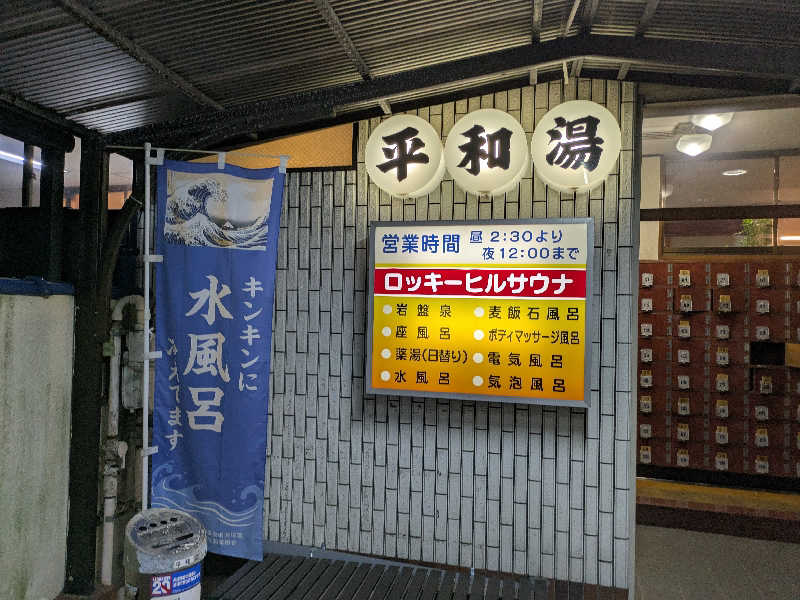 平和湯
営業時間 昼 2:30より
夜12:00まで
ロッキーヒルサウナ
岩盤泉
座風呂
薬湯(日替り)
水風呂
麦飯石風呂
ボディマッサージ風呂
電気風呂
気泡風呂
キンキンに
水風呂
冷えてます